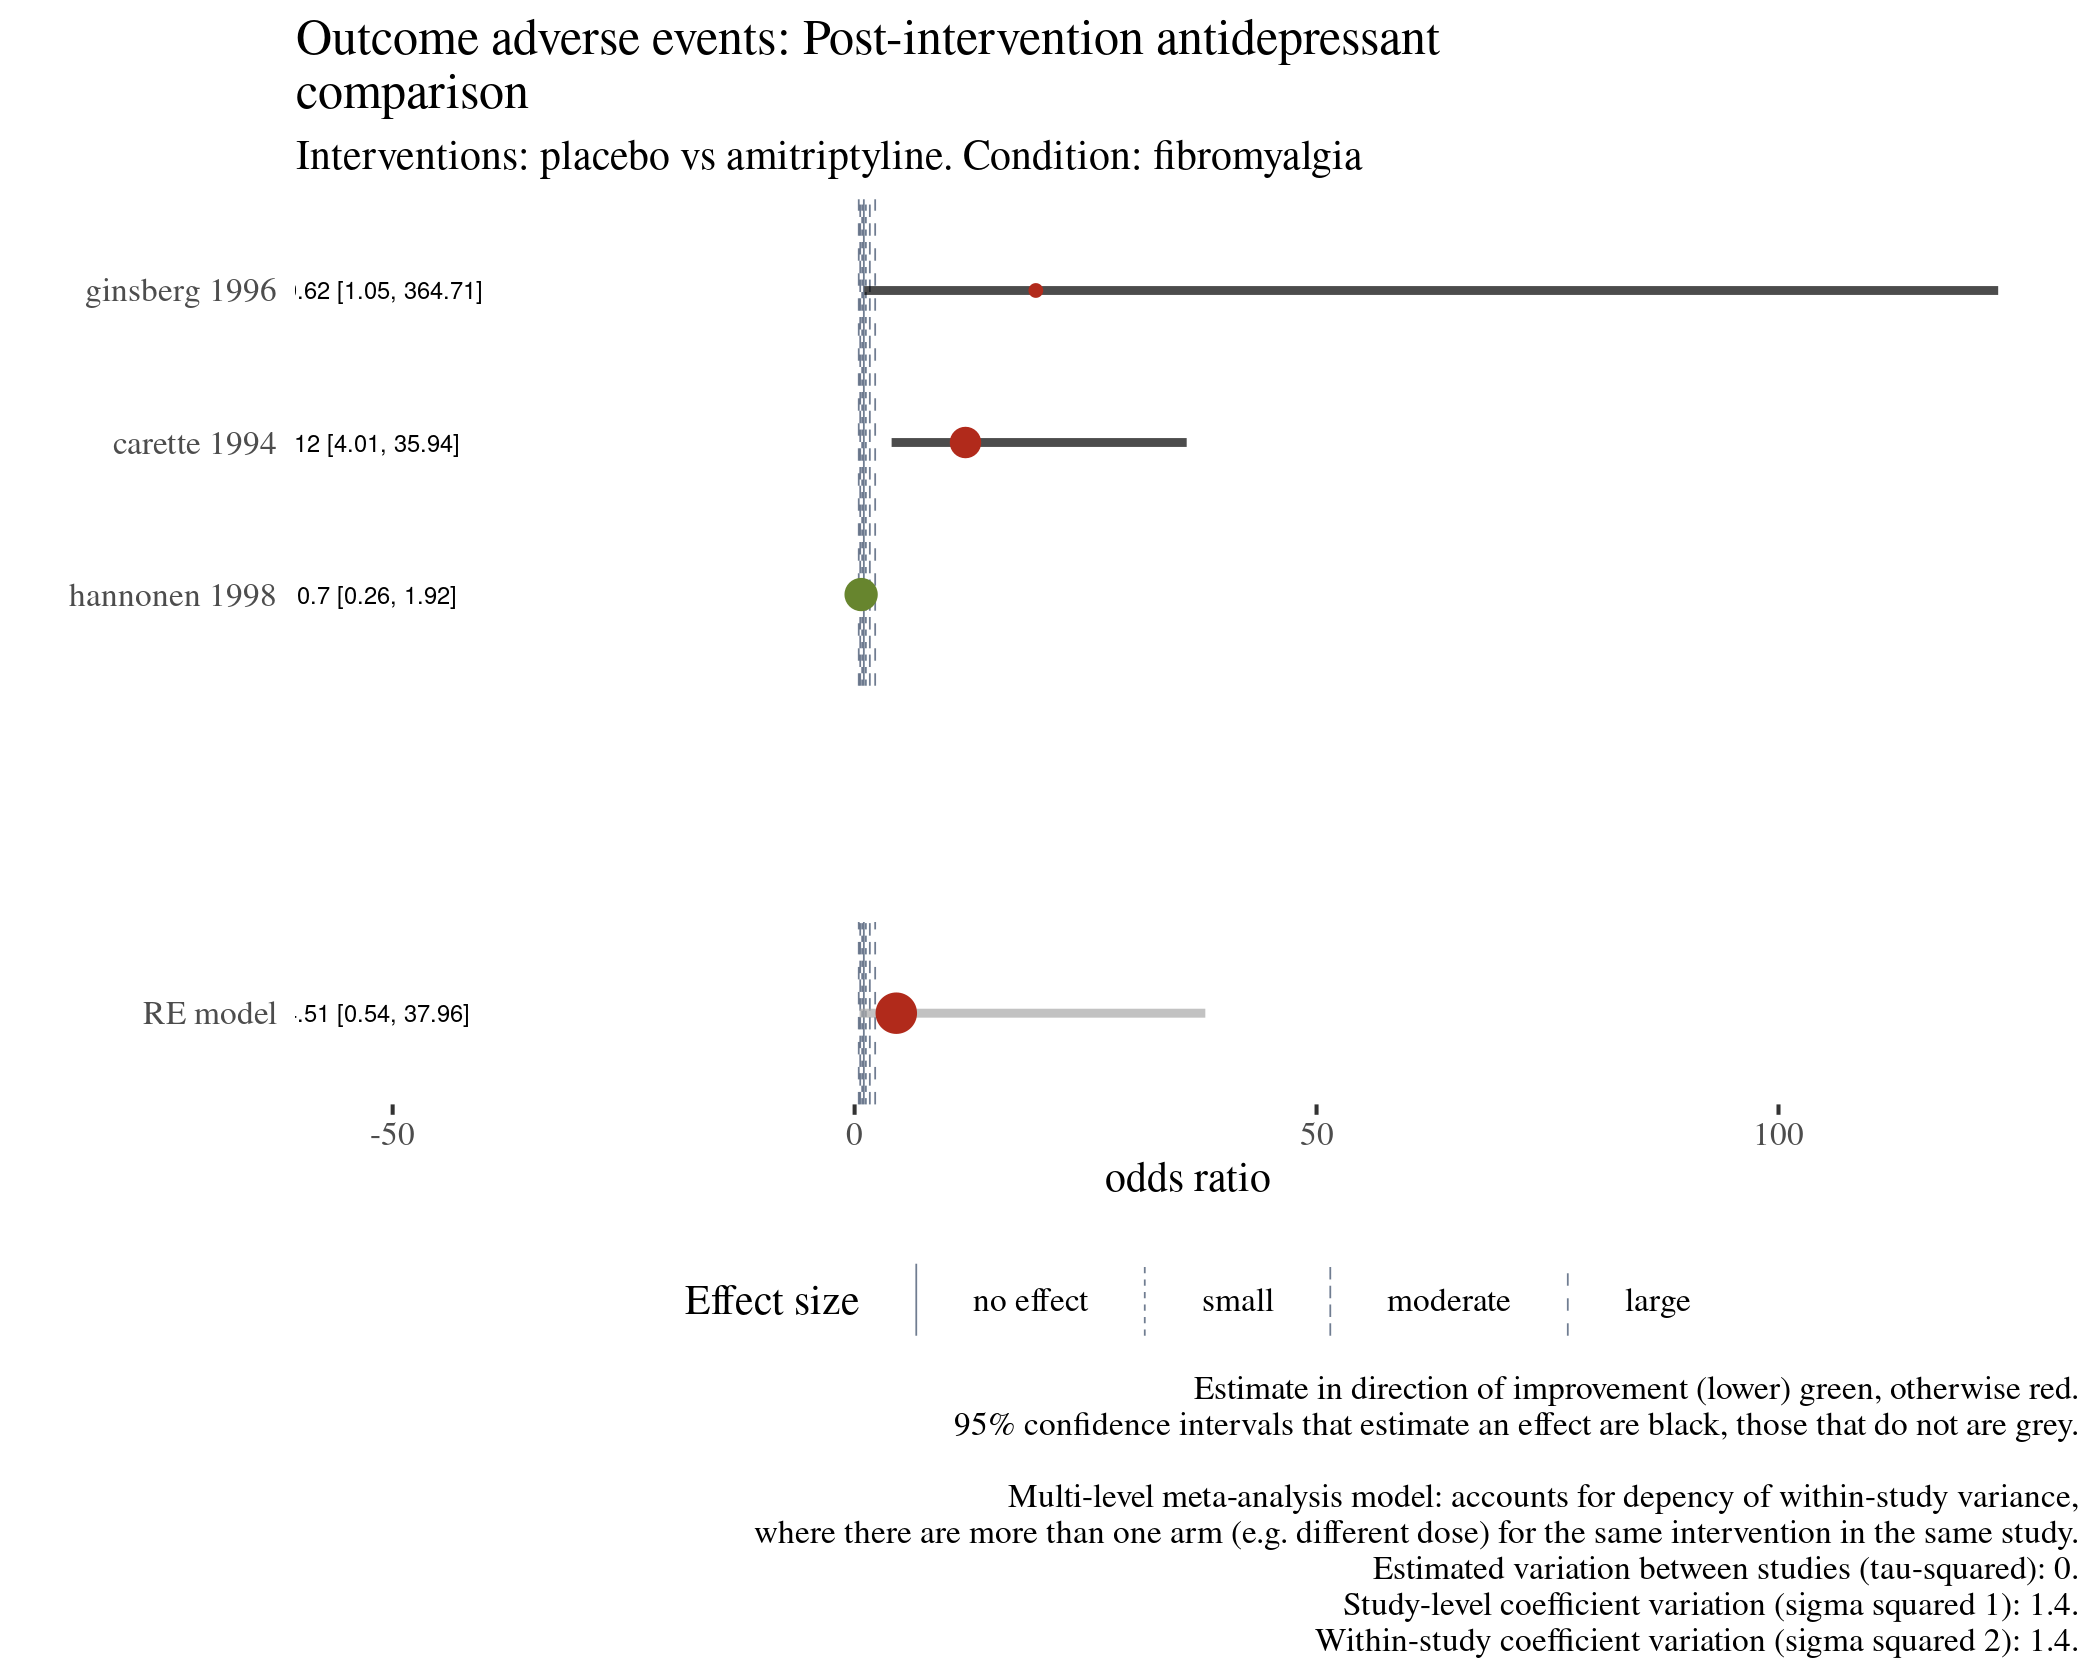 Outcome adverse events: Post-intervention antidepressant
comparison
Interventions: placebo vs amitriptyline. Condition: fibromyalgia
ginsberg 1996 .62 [1.05, 364.71]
carette 1994 12 [4.01, 35.94]
hannonen 1998 0.7 [0.26, 1.92]
RE model .51 [0.54, 37.96]
-50 0 50 100
odds ratio
Effect size no effect small moderate large
Estimate in direction of improvement (lower) green, otherwise red.
95% confidence intervals that estimate an effect are black, those that do not are grey.
Multi-level meta-analysis model: accounts for depency of within-study variance,
where there are more than one arm (e.g. different dose) for the same intervention in the same study.
Estimated variation between studies (tau-squared): 0.
Study-level coefficient variation (sigma squared 1): 1.4.
Within-study coefficient variation (sigma squared 2): 1.4.